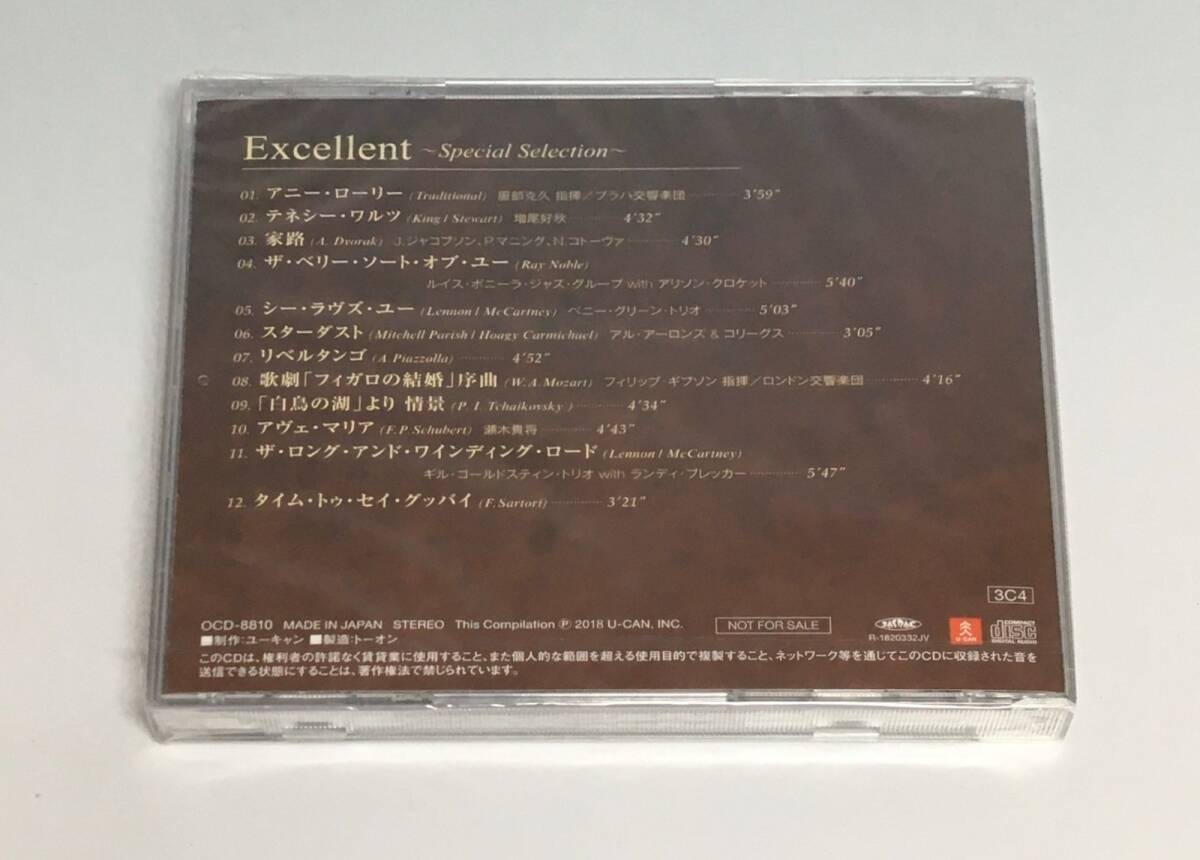 Excellent ～Special Selection～
01. アニー・ローリー (Traditional) 服部克久 指揮／プラハ交響楽団 ………… 3'59"
02. テネシー・ワルツ (King / Stewart) 増尾好秋 ………… 4'32"
03. 家路 (A. Dvorak) J.ジャコブソン、P.マニング、N.コトーヴァ ………… 4'30"
04. ザ・ベリー・ソート・オブ・ユー (Ray Noble)
ルイス・ボニーラ・ジャズ・グループ with アリソン・クロケット ………… 5'40"
05. シー・ラヴズ・ユー (Lennon / McCartney) ベニー・グリーン・トリオ ………… 5'03"
06. スターダスト (Mitchell Parish / Hoagy Carmichael) アル・アーロンズ & コリーグス ………… 3'05"
07. リベルタンゴ (A. Piazzolla) ………… 4'52"
08. 歌劇「フィガロの結婚」序曲 (W. A. Mozart) フィリップ・ギブソン 指揮／ロンドン交響楽団 ………… 4'16"
09. 「白鳥の湖」より 情景 (P. I. Tchaikovsky ) ………… 4'34"
10. アヴェ・マリア (F. P. Schubert) 瀬木貴将 ………… 4'43"
11. ザ・ロング・アンド・ワインディング・ロード (Lennon / McCartney)
ギル・ゴールドスティン・トリオ with ランディ・ブレッカー ………… 5'47"
12. タイム・トゥ・セイ・グッバイ (F. Sartori) ………… 3'21"
3C4
OCD-8810 MADE IN JAPAN STEREO This Compilation Ⓟ 2018 U-CAN, INC. NOT FOR SALE
JASRAC
R-1820332JV
U-CAN
COMPACT
disc
DIGITAL AUDIO
■制作：ユーキャン ■製造：トーオン
このCDは、権利者の許諾なく賃貸業に使用すること、また個人的な範囲を超える使用目的で複製すること、ネットワーク等を通じてこのCDに収録された音を
送信できる状態にすることは、著作権法で禁じられています。